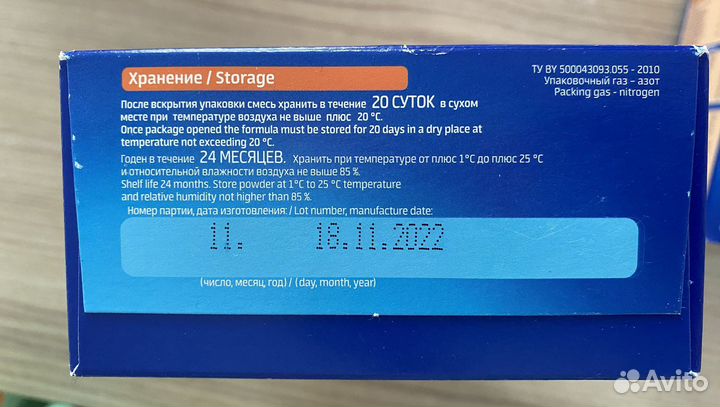 Хранение / Storage
ТУ BY 500043093.055 - 2010
Упаковочный газ – азот
Packing gas - nitrogen
После вскрытия упаковки смесь хранить в течение 20 СУТОК в сухом
месте при температуре воздуха не выше плюс 20 °C.
Once package opened the formula must be stored for 20 days in a dry place at
temperature not exceeding 20 °C.
Годен в течение 24 МЕСЯЦЕВ. Хранить при температуре от плюс 1°C до плюс 25 °C
и относительной влажности воздуха не выше 85 %.
Shelf life 24 months. Store powder at 1°C to 25 °C temperature
and relative humidity not higher than 85 %.
Номер партии, дата изготовления: / Lot number, manufacture date:
11. 18.11.2022
(число, месяц, год) / (day, month, year)
Avito